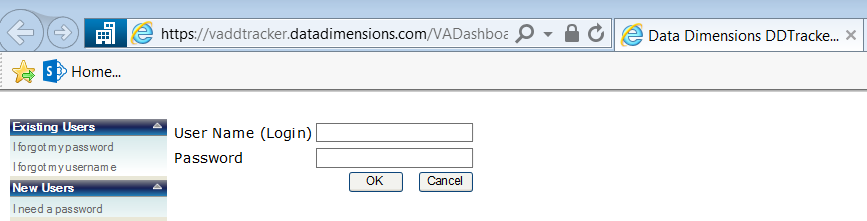 https://vaddtracker.datadimensions.com/VADashboa
Data Dimensions DDTracke...
Home...
Existing Users
I forgot my password
I forgot my username
New Users
I need a password
User Name (Login)
Password
OK Cancel